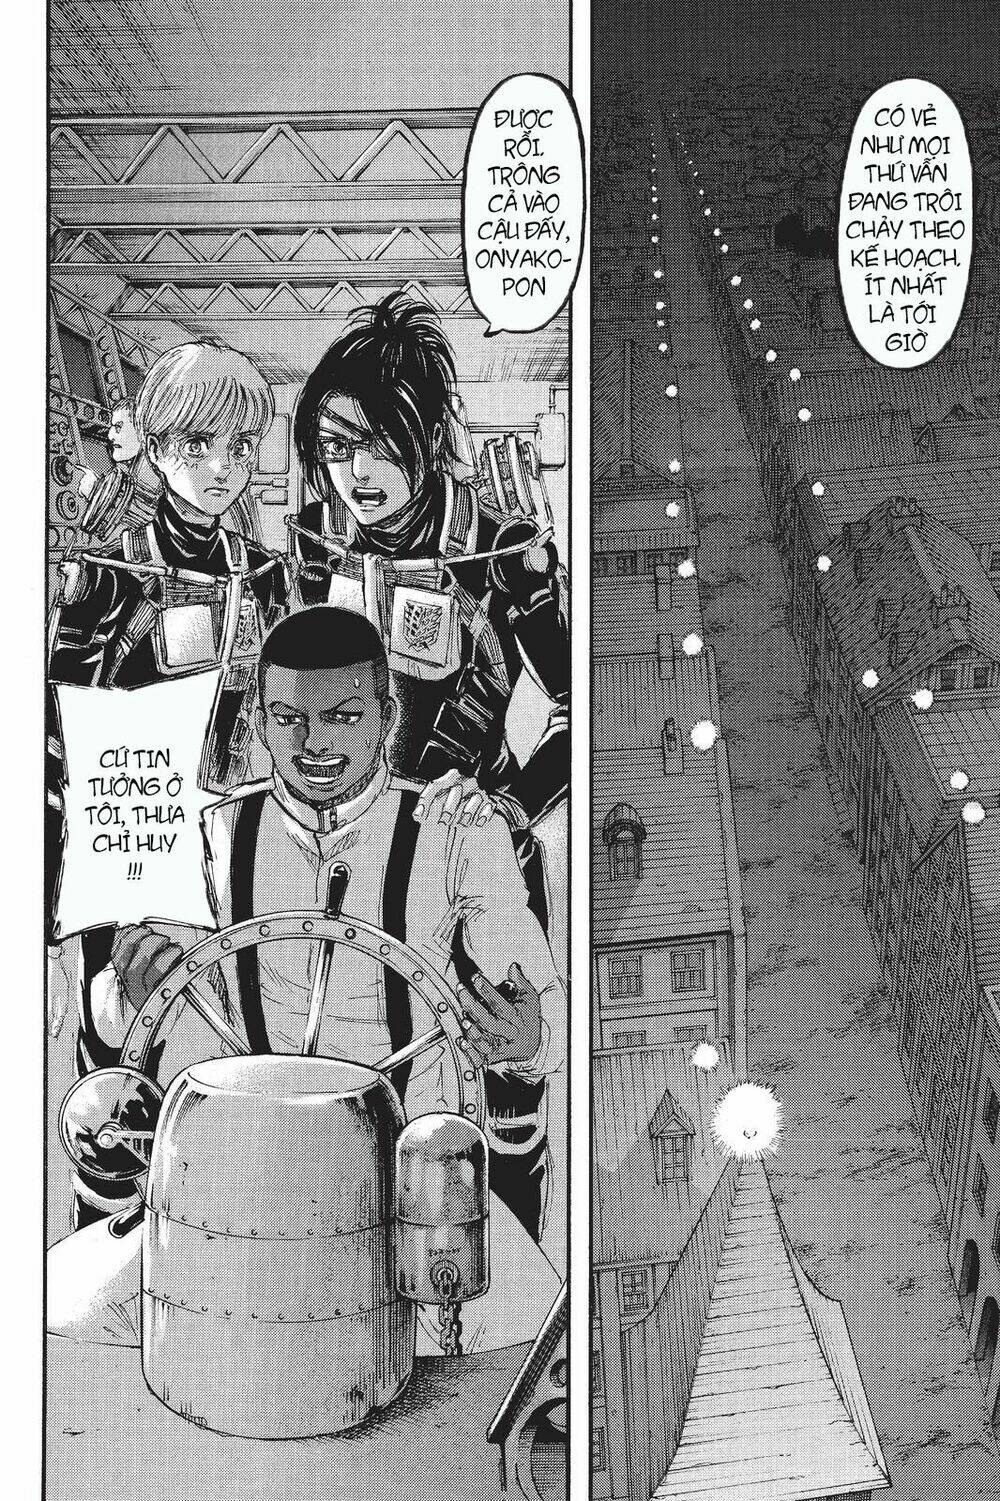 CÓ VẺ
NHƯ MỌI
THỨ VẪN
ĐANG TRÔI
CHẢY THEO
KẾ HOẠCH.
ÍT NHẤT
LÀ TỚI
GIỜ
ĐƯỢC
RỒI.
TRÔNG
CẢ VÀO
CẬU ĐẤY,
ONYAKO-
PON
CỨ TIN
TƯỞNG Ở
TÔI, THƯA
CHỈ HUY
!!!